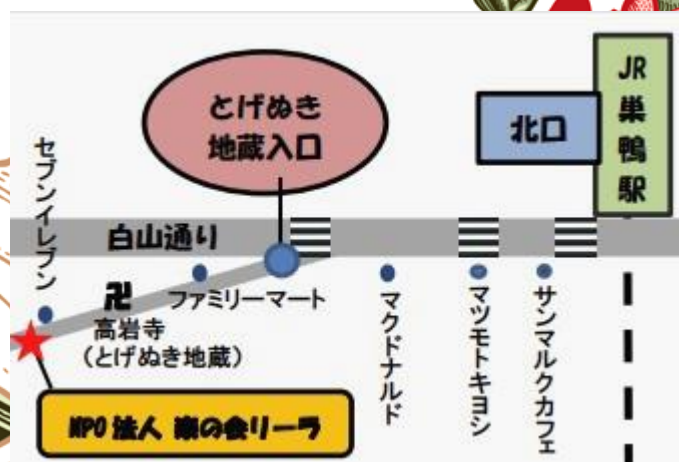 とげぬき
地蔵入口
北口
JR
巣鴨駅
セブンイレブン
白山通り
卍
ファミリーマート
高岩寺
(とげぬき地蔵)
マクドナルド
マツモトキヨシ
サンマルクカフェ
NPO法人 楽の会リーラ